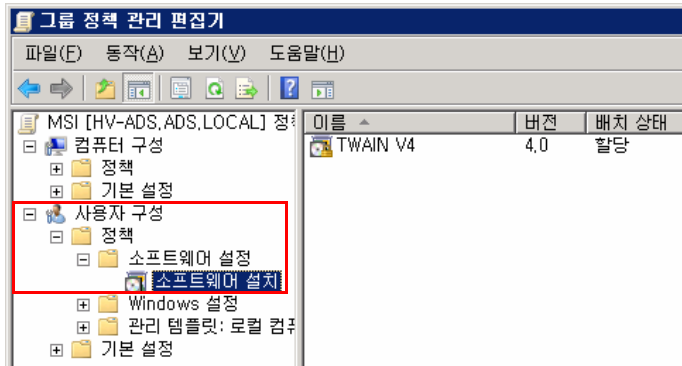 그룹 정책 관리 편집기
파일(F) 동작(A) 보기(V) 도움말(H)
MSI [HV-ADS,ADS,LOCAL] 정
이름 버전 배치 상태
컴퓨터 구성
TWAIN V4 4,0 할당
정책
기본 설정
사용자 구성
정책
소프트웨어 설정
소프트웨어 설치
Windows 설정
관리 템플릿: 로컬 컴퓨
기본 설정